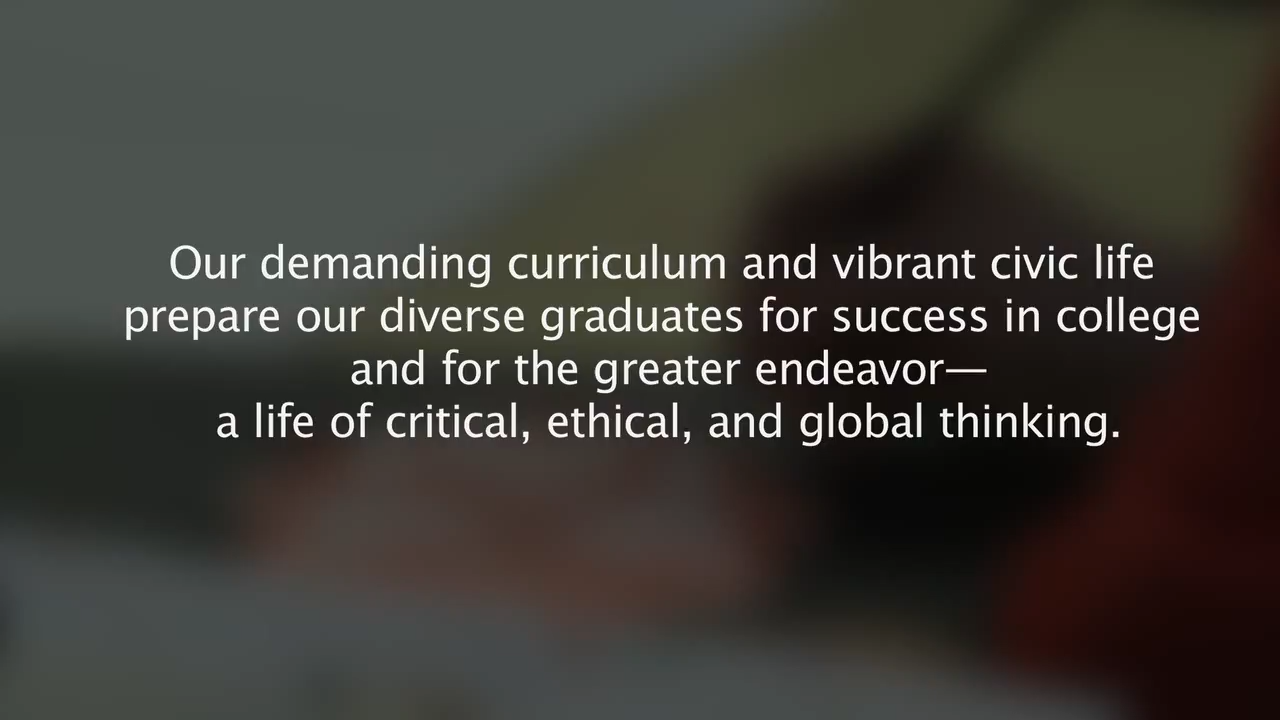 Our demanding curriculum and vibrant civic life
prepare our diverse graduates for success in college
and for the greater endeavor—
a life of critical, ethical, and global thinking.